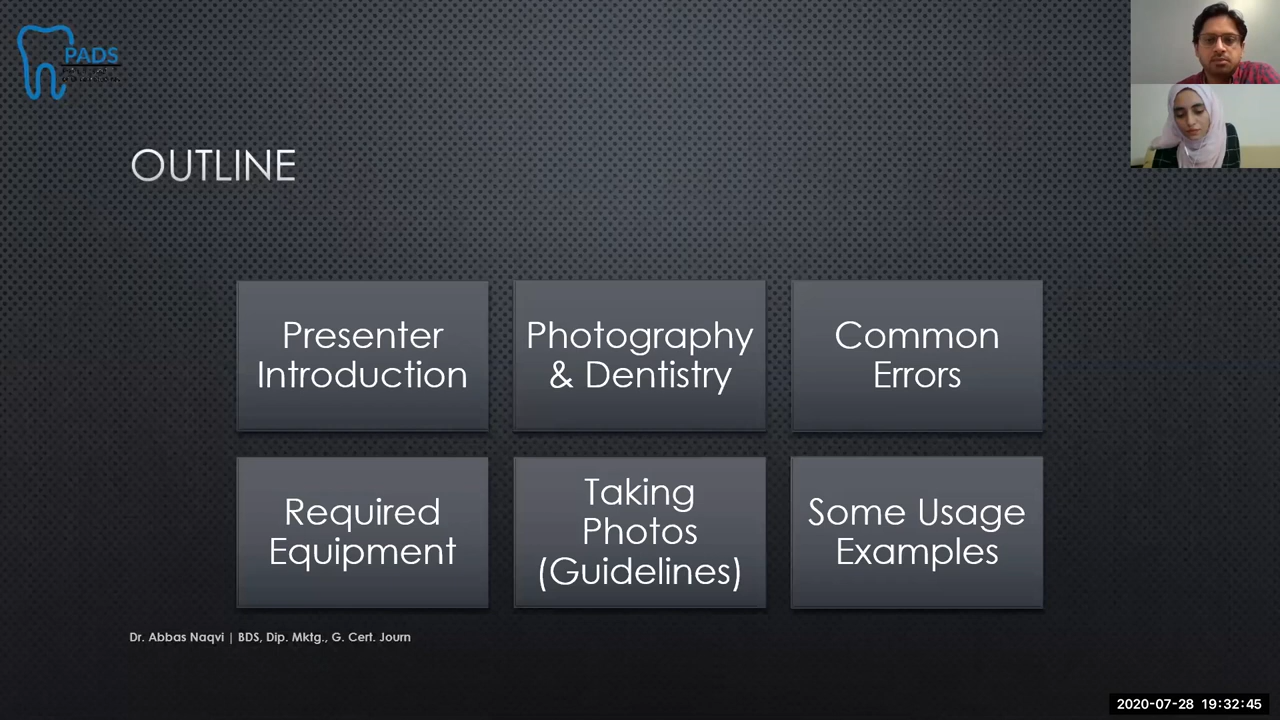 PADS
OUTLINE
Presenter
Introduction
Photography
& Dentistry
Common
Errors
Required
Equipment
Taking
Photos
(Guidelines)
Some Usage
Examples
Dr. Abbas Naqvi | BDS, Dip. Mktg., G. Cert. Journ
2020-07-28 19:32:45